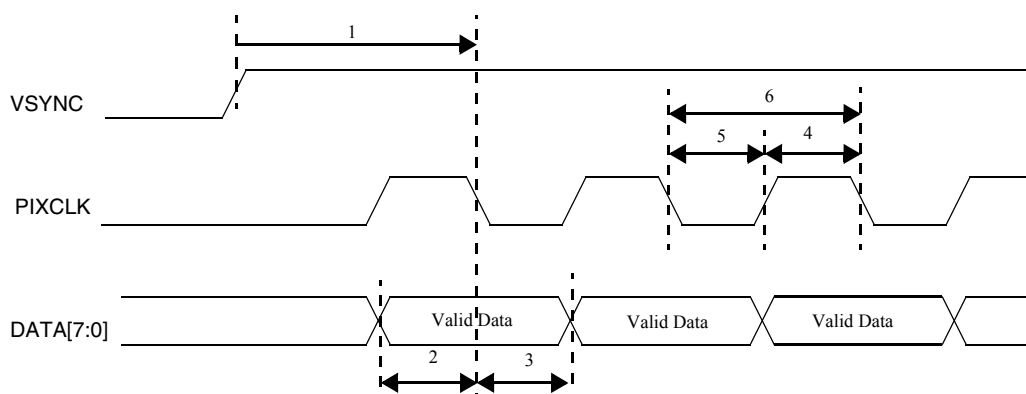 1
VSYNC
6
5 4
PIXCLK
DATA[7:0]
Valid Data Valid Data Valid Data
2 3